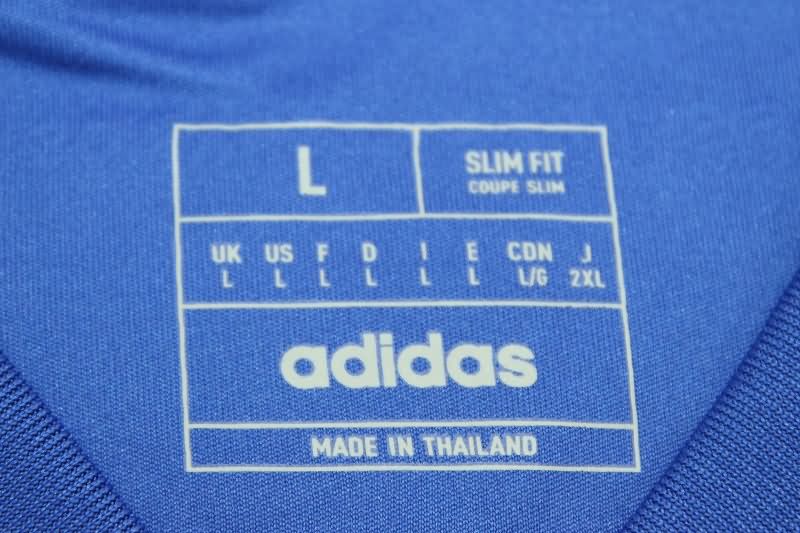 L SLIM FIT
COUPE SLIM
UK US F D I E CDN J
L L L L L L L/G 2XL
adidas
MADE IN THAILAND